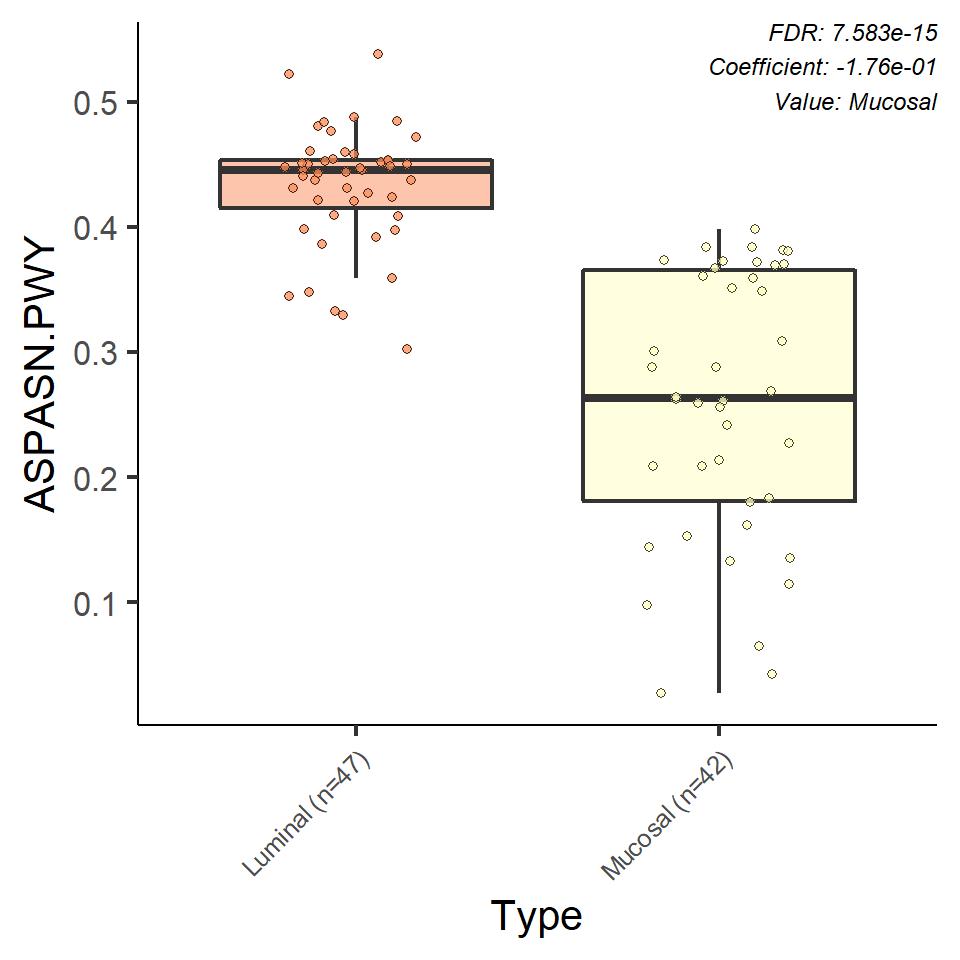 FDR: 7.583e-15
Coefficient: -1.76e-01
Value: Mucosal
ASPASN.PWY
0.5
0.4
0.3
0.2
0.1
Luminal (n=47)
Mucosal (n=42)
Type